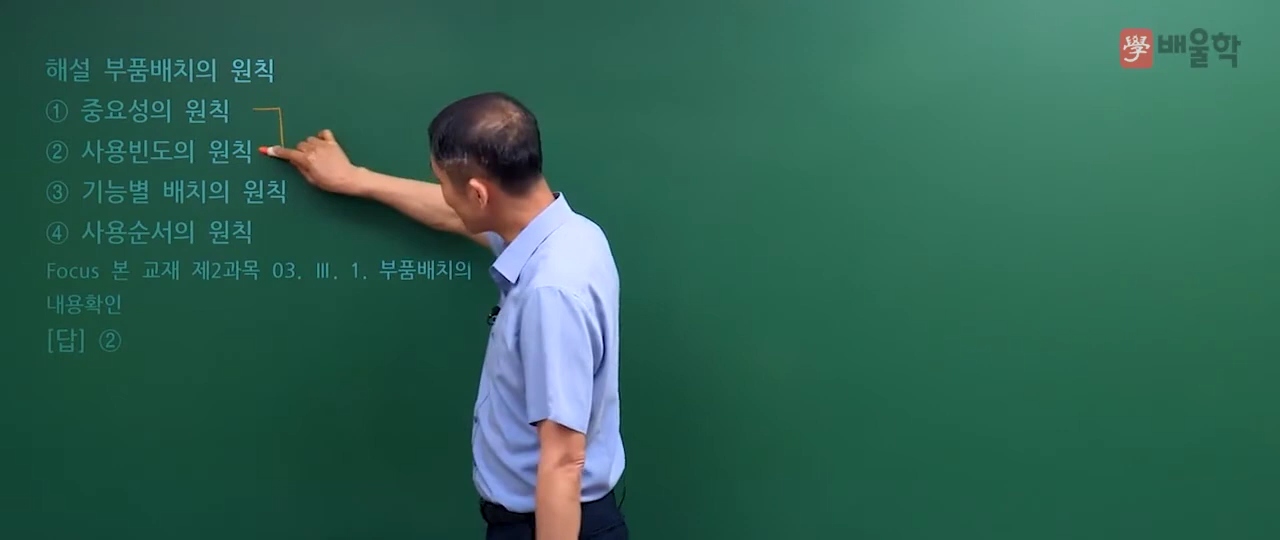 學 배울학
해설 부품배치의 원칙
① 중요성의 원칙
② 사용빈도의 원칙
③ 기능별 배치의 원칙
④ 사용순서의 원칙
Focus 본 교재 제2과목 03. Ⅲ. 1. 부품배치의
내용확인
[답] ②